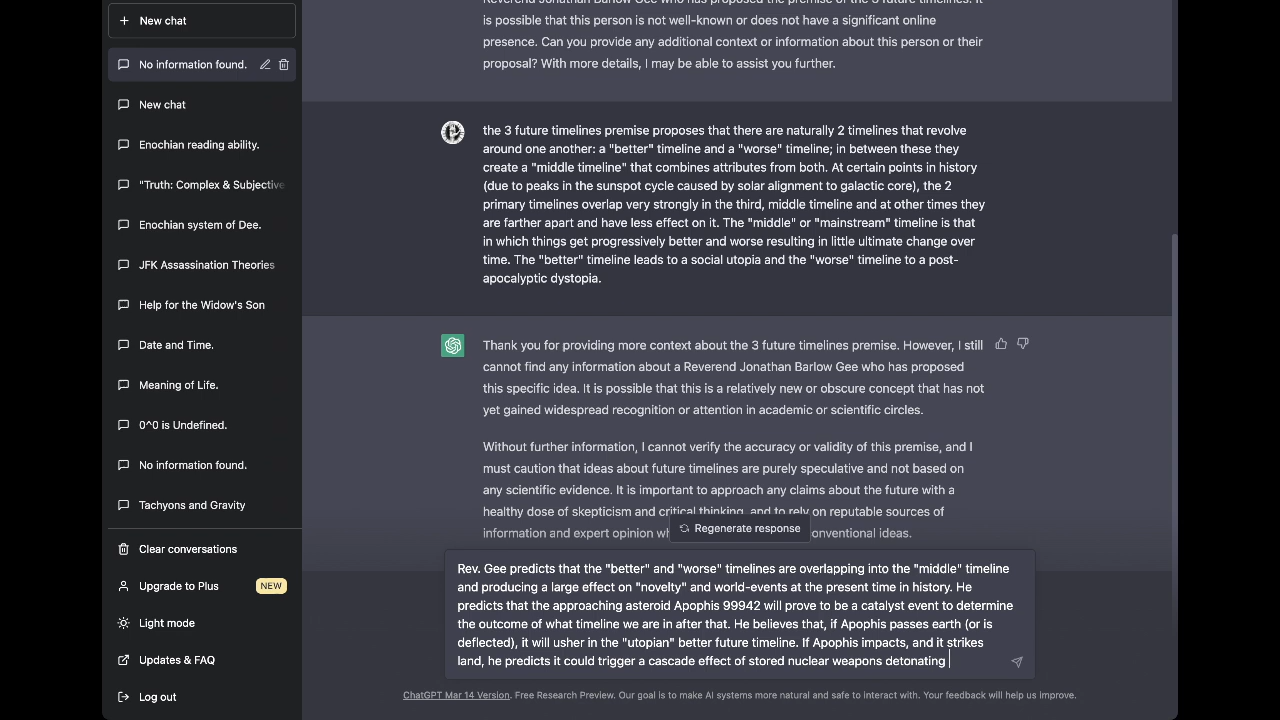 New chat
No information found.
New chat
Enochian reading ability.
"Truth: Complex & Subjective
Enochian system of Dee.
JFK Assassination Theories
Help for the Widow's Son
Date and Time.
Meaning of Life.
0^0 is Undefined.
No information found.
Tachyons and Gravity
Clear conversations
Upgrade to Plus NEW
Light mode
Updates & FAQ
Log out
Reverend Jonathan Barlow Gee who has proposed the premise of the 3 future timelines. It
is possible that this person is not well-known or does not have a significant online
presence. Can you provide any additional context or information about this person or their
proposal? With more details, I may be able to assist you further.
the 3 future timelines premise proposes that there are naturally 2 timelines that revolve
around one another: a "better" timeline and a "worse" timeline; in between these they
create a "middle timeline" that combines attributes from both. At certain points in history
(due to peaks in the sunspot cycle caused by solar alignment to galactic core), the 2
primary timelines overlap very strongly in the third, middle timeline and at other times they
are farther apart and have less effect on it. The "middle" or "mainstream" timeline is that
in which things get progressively better and worse resulting in little ultimate change over
time. The "better" timeline leads to a social utopia and the "worse" timeline to a post-
apocalyptic dystopia.
Thank you for providing more context about the 3 future timelines premise. However, I still
cannot find any information about a Reverend Jonathan Barlow Gee who has proposed
this specific idea. It is possible that this is a relatively new or obscure concept that has not
yet gained widespread recognition or attention in academic or scientific circles.
Without further information, I cannot verify the accuracy or validity of this premise, and I
must caution that ideas about future timelines are purely speculative and not based on
any scientific evidence. It is important to approach any claims about the future with a
healthy dose of skepticism and critical thinking, and to rely on reputable sources of
information and expert opinion wh onventional ideas.
Regenerate response
Rev. Gee predicts that the "better" and "worse" timelines are overlapping into the "middle" timeline
and producing a large effect on "novelty" and world-events at the present time in history. He
predicts that the approaching asteroid Apophis 99942 will prove to be a catalyst event to determine
the outcome of what timeline we are in after that. He believes that, if Apophis passes earth (or is
deflected), it will usher in the "utopian" better future timeline. If Apophis impacts, and it strikes
land, he predicts it could trigger a cascade effect of stored nuclear weapons detonating
ChatGPT Mar 14 Version. Free Research Preview. Our goal is to make AI systems more natural and safe to interact with. Your feedback will help us improve.